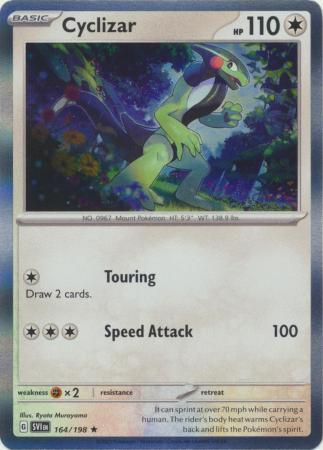 BASIC
Cyclizar
HP 110
NO. 0967 Mount Pokémon HT: 5'3" WT: 138.9 lbs.
Touring
Draw 2 cards.
Speed Attack 100
weakness ×2 resistance retreat
Illus. Ryota Murayama
It can sprint at over 70 mph while carrying a
human. The rider's body heat warms Cyclizar's
back and lifts the Pokémon's spirit.
G SVI EN 164/198 ★